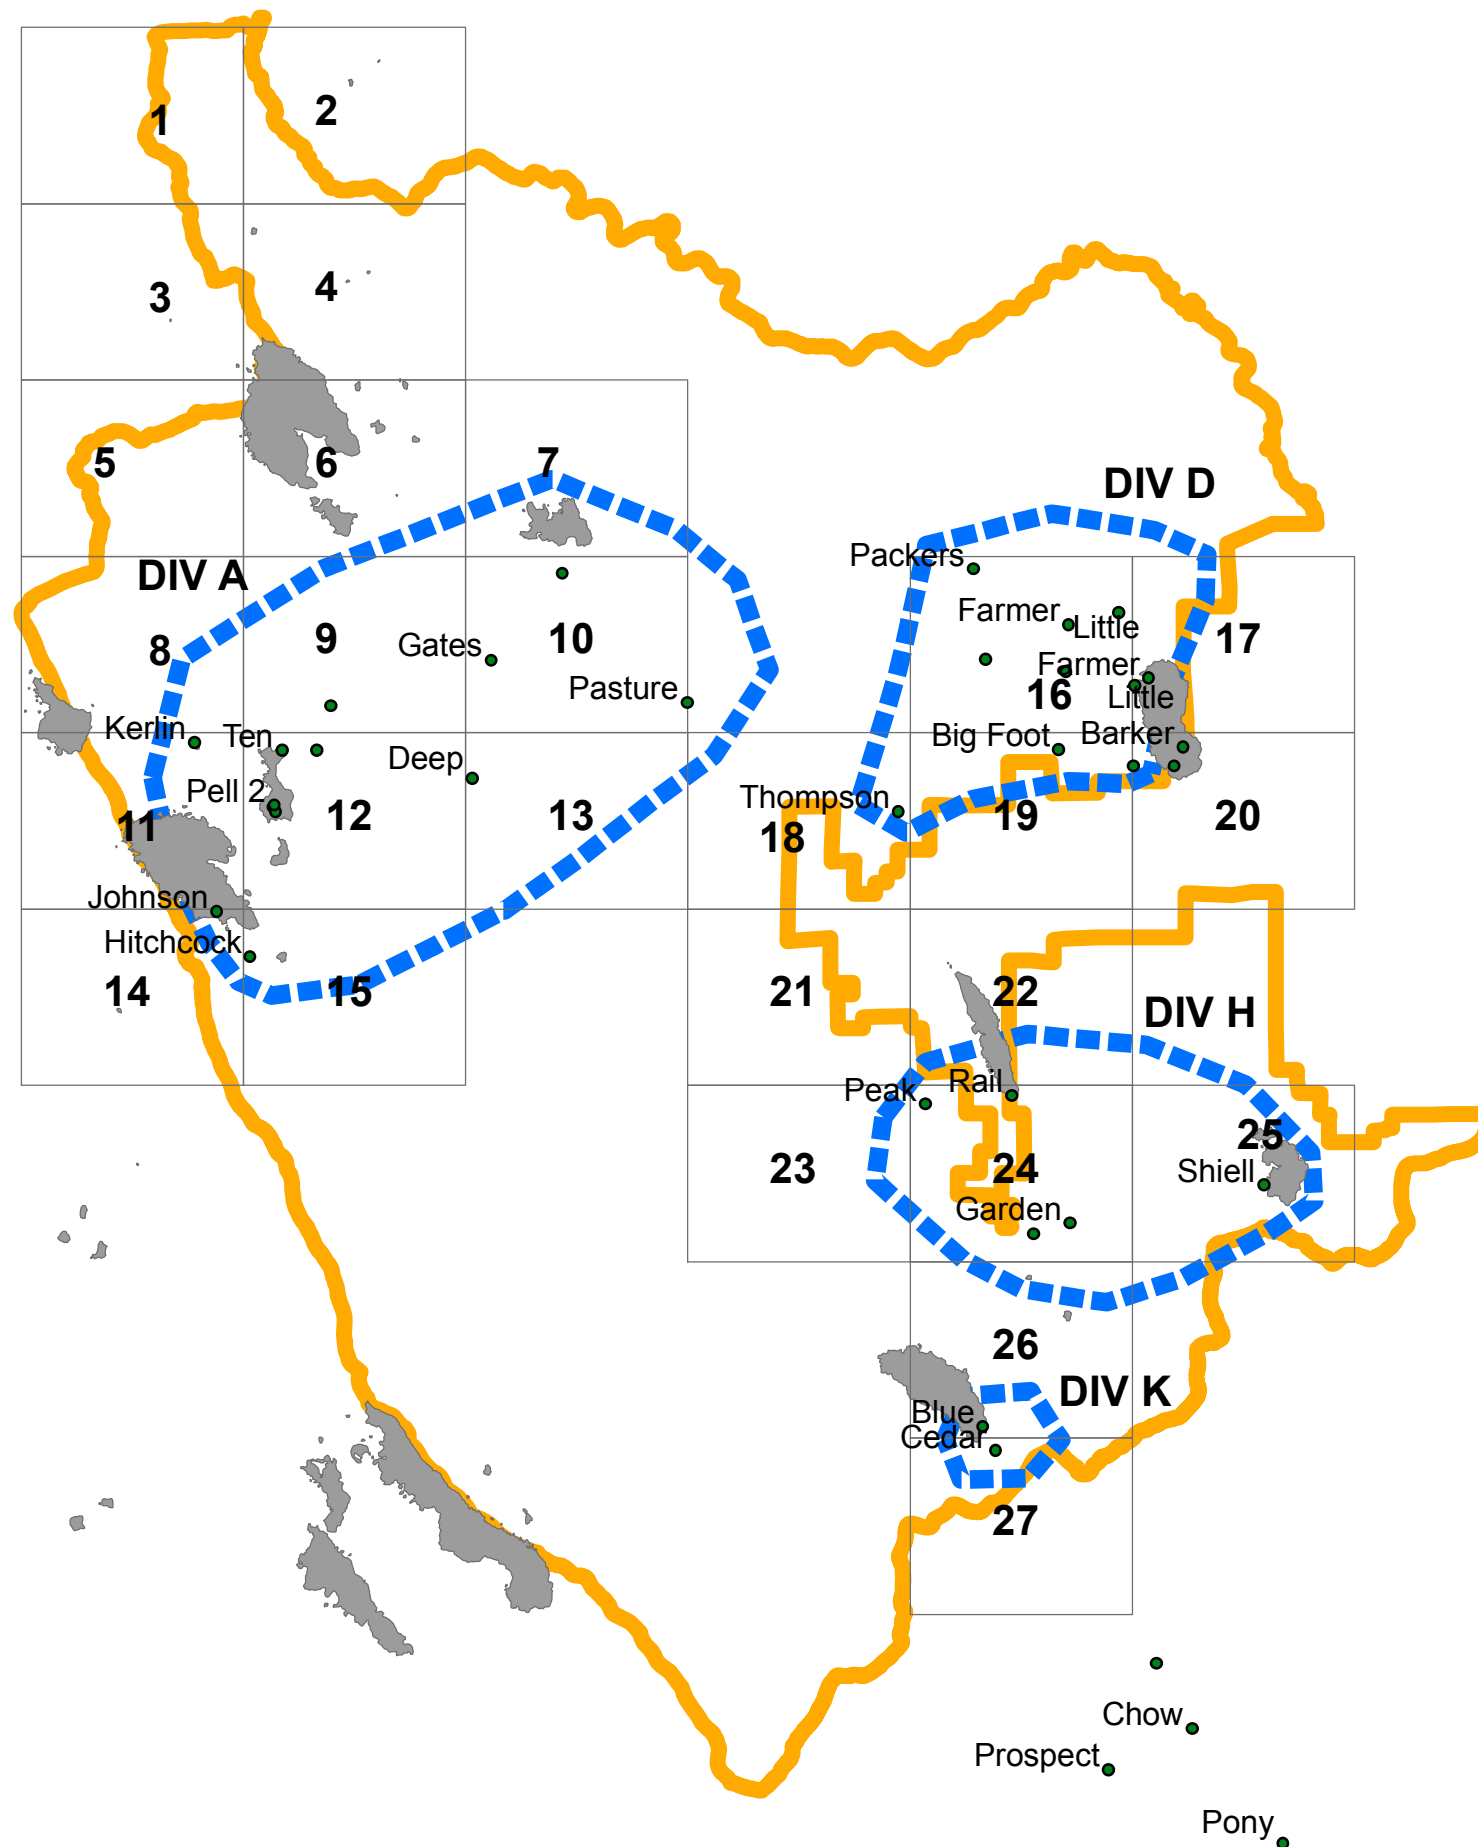 1
2
3
4
5
6
7
DIV D
Packers
DIV A
Farmer
Little
8
9
Gates
10
17
Farmer
Pasture
16
Little
Kerlin
Ten
Big Foot
Barker
Deep
Pell 2
Thompson
11
12
13
18
19
20
Johnson
Hitchcock
14
15
21
22
DIV H
Rail
Peak
25
23
24
Shiell
Garden
26
DIV K
Blue
Cedar
27
Chow
Prospect
Pony